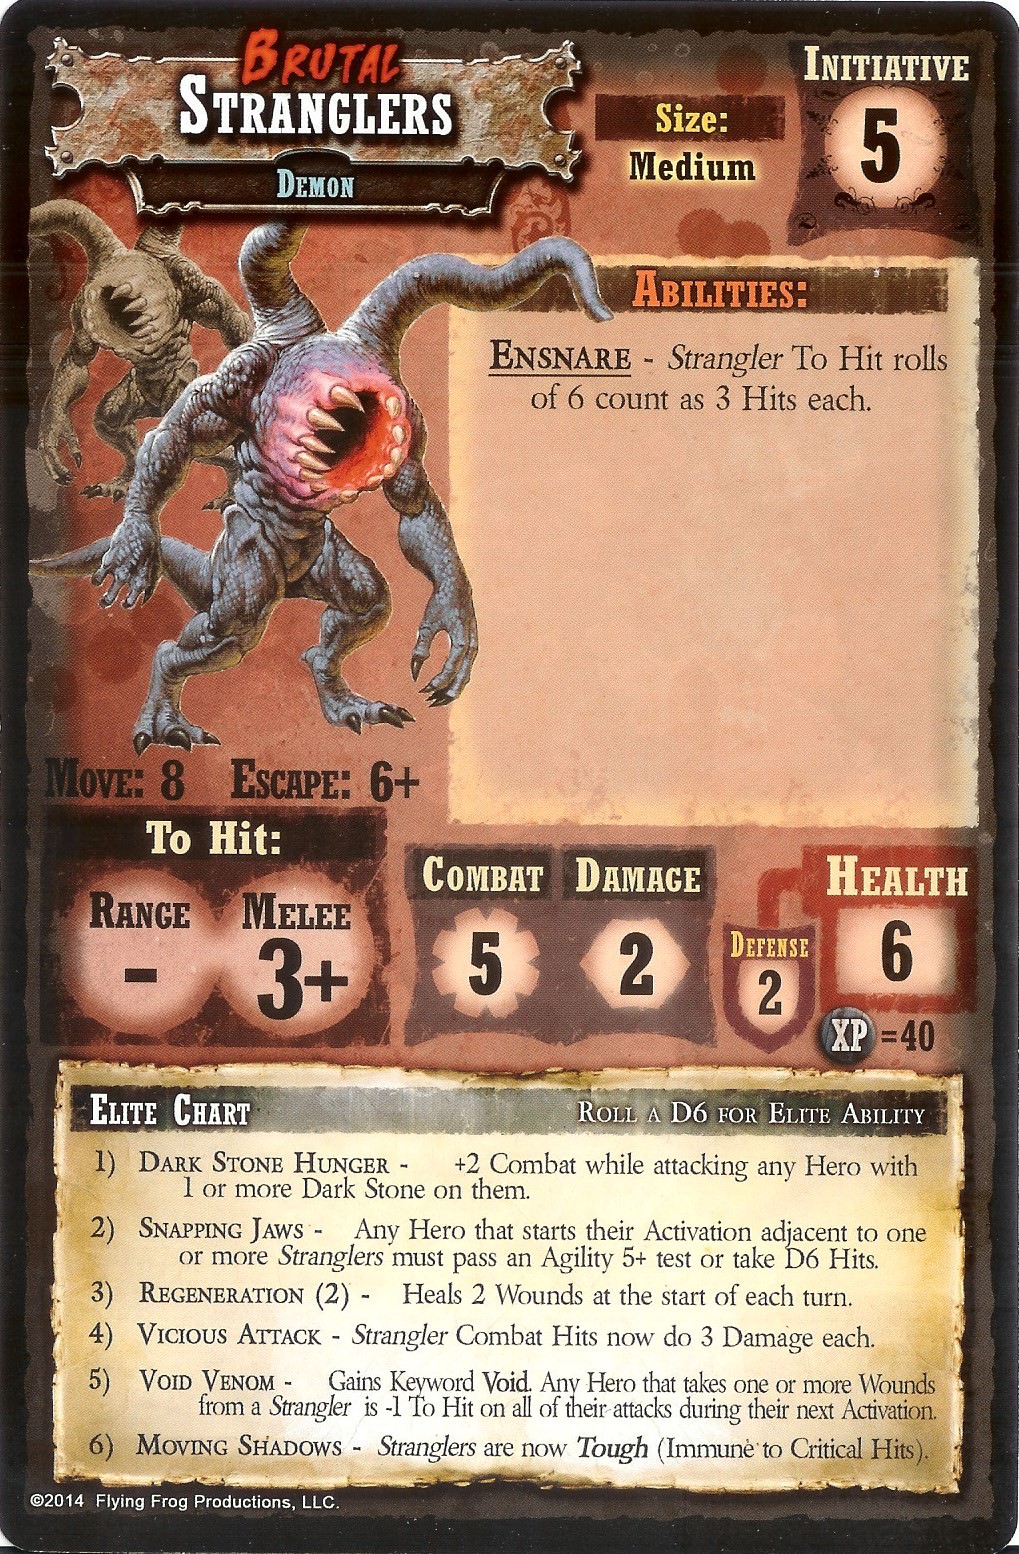 Brutal
Stranglers
Demon
Size:
Medium
Initiative
5
Abilities:
Ensnare - Strangler To Hit rolls
of 6 count as 3 Hits each.
Move: 8 Escape: 6+
To Hit:
Range Melee
- 3+
Combat Damage
5 2
Defense
2
Health
6
XP =40
Elite Chart Roll a D6 for Elite Ability
1) Dark Stone Hunger - +2 Combat while attacking any Hero with
1 or more Dark Stone on them.
2) Snapping Jaws - Any Hero that starts their Activation adjacent to one
or more Stranglers must pass an Agility 5+ test or take D6 Hits.
3) Regeneration (2) - Heals 2 Wounds at the start of each turn.
4) Vicious Attack - Strangler Combat Hits now do 3 Damage each.
5) Void Venom - Gains Keyword Void. Any Hero that takes one or more Wounds
from a Strangler is -1 To Hit on all of their attacks during their next Activation.
6) Moving Shadows - Stranglers are now Tough (Immune to Critical Hits).
©2014 Flying Frog Productions, LLC.